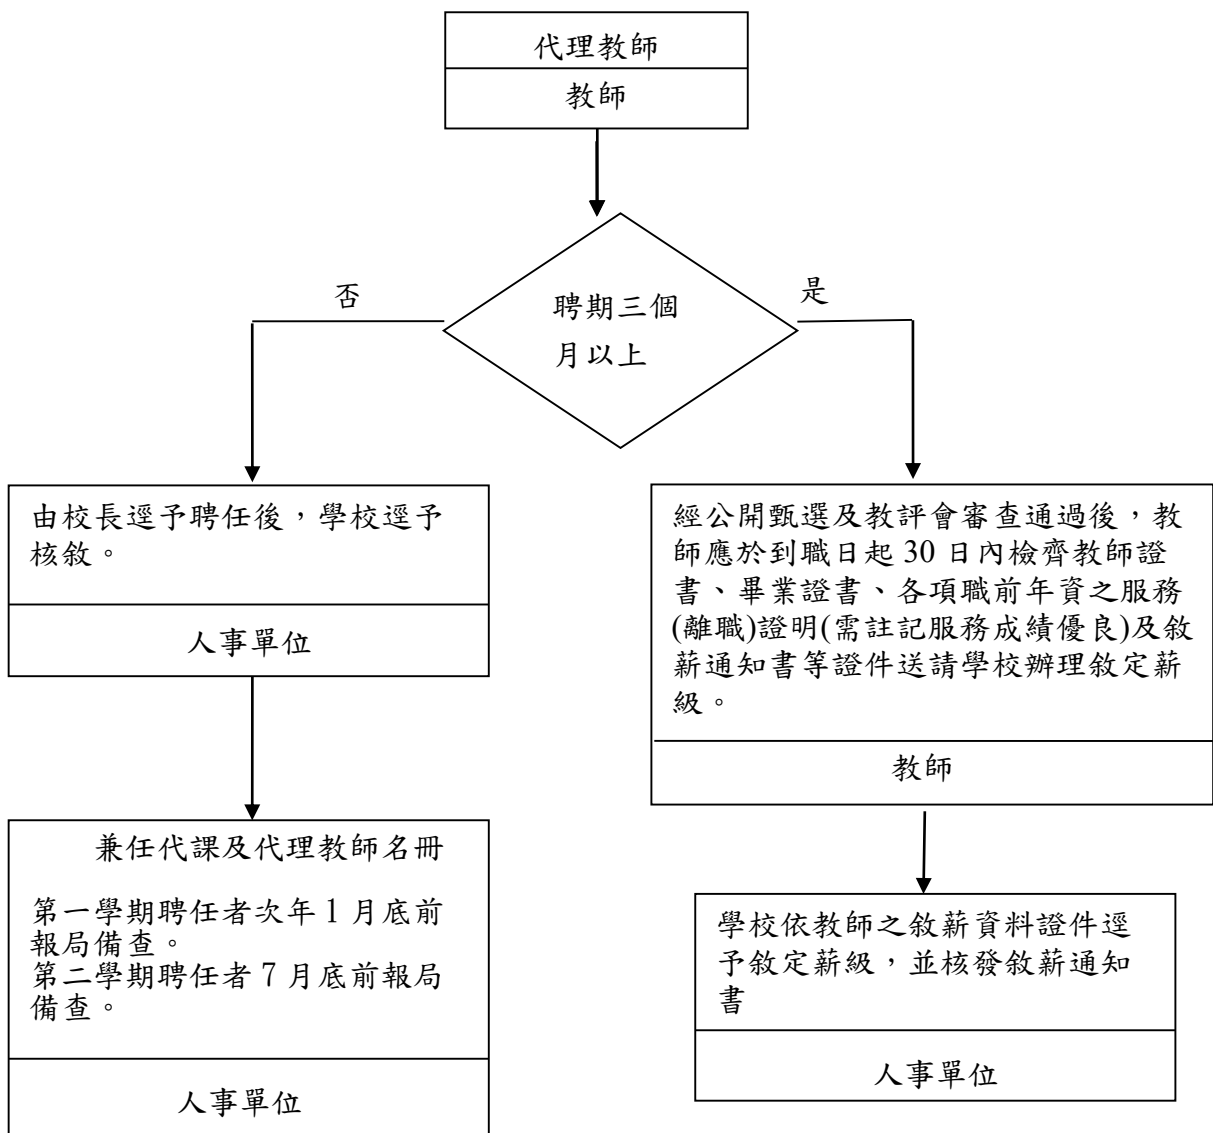 代理教師
教師
否
是
聘期三個
月以上
由校長逕予聘任後，學校逕予
核敘。
人事單位
經公開甄選及教評會審查通過後，教
師應於到職日起 30 日內檢齊教師證
書、畢業證書、各項職前年資之服務
(離職)證明(需註記服務成績優良)及敘
薪通知書等證件送請學校辦理敘定薪
級。
教師
兼任代課及代理教師名冊
第一學期聘任者次年 1 月底前
報局備查。
第二學期聘任者 7 月底前報局
備查。
人事單位
學校依教師之敘薪資料證件逕
予敘定薪級，並核發敘薪通知
書
人事單位